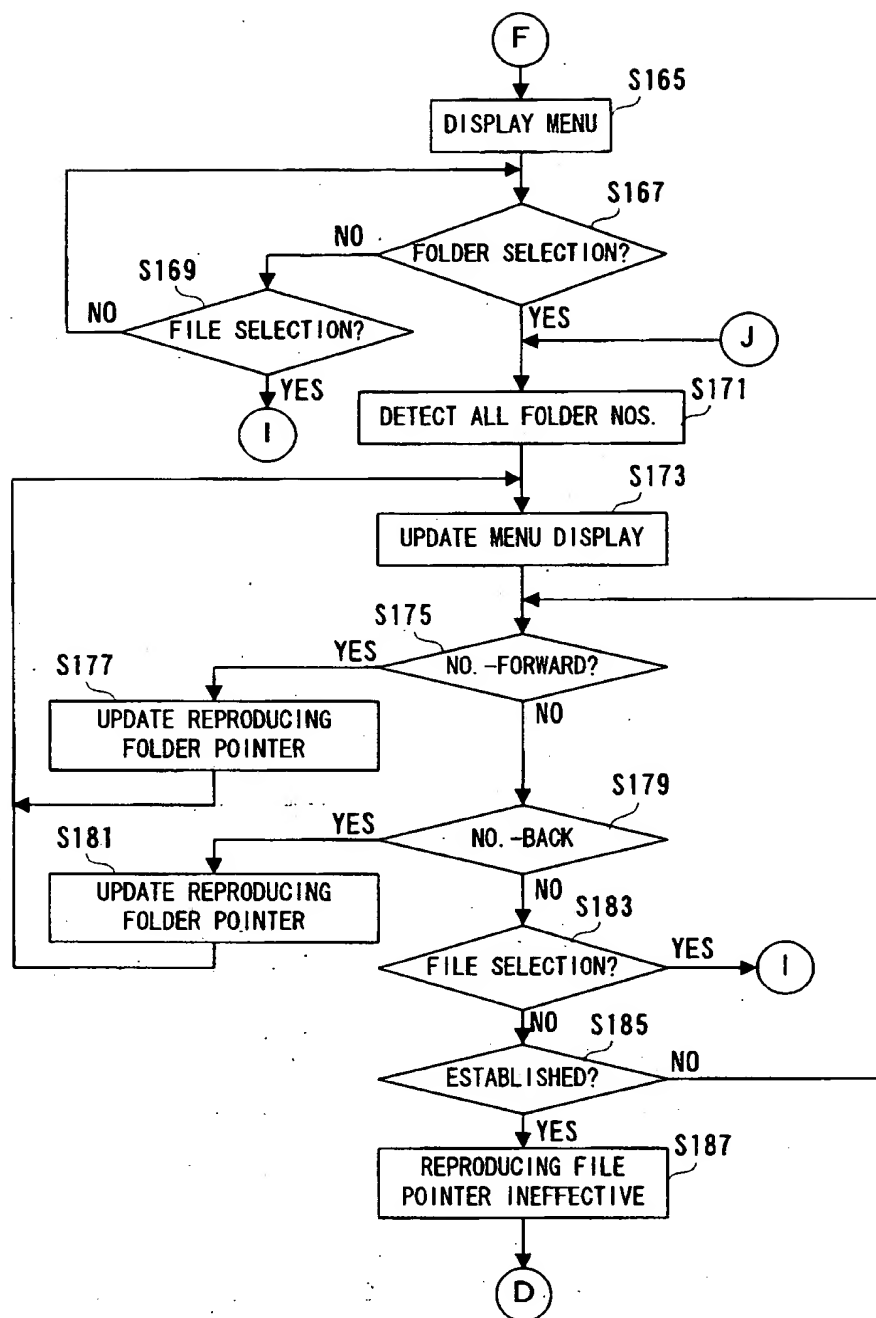 F
S165
DISPLAY MENU
S167
FOLDER SELECTION?
NO
S169
NO
FILE SELECTION?
YES
YES
J
I
S171
DETECT ALL FOLDER NOS.
S173
UPDATE MENU DISPLAY
S175
YES
NO.-FORWARD?
S177
NO
UPDATE REPRODUCING
FOLDER POINTER
S179
YES
NO.-BACK
S181
NO
UPDATE REPRODUCING
FOLDER POINTER
S183
YES
FILE SELECTION?
I
NO
S185
NO
ESTABLISHED?
YES
S187
REPRODUCING FILE
POINTER INEFFECTIVE
D